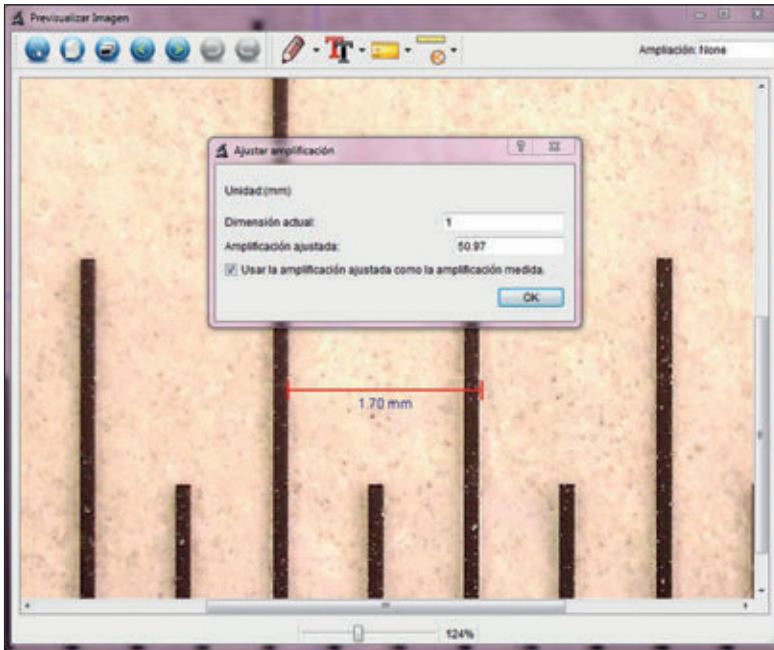 Previsualizar Imagen
Ampliación: None
Ajustar amplificación
Unidad:(mm)
Dimensión actual:
1
Amplificación ajustada:
50.97
Usar la amplificación ajustada como la amplificación medida.
OK
1.70 mm
124%